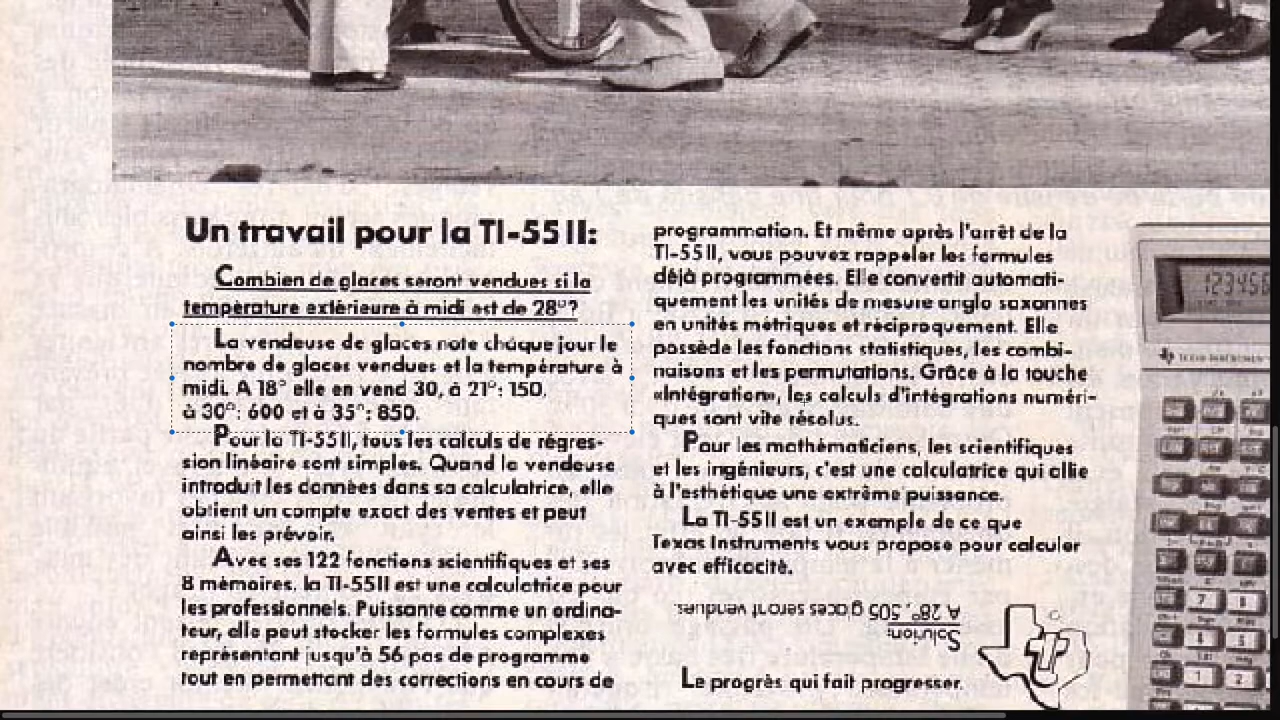 Un travail pour la TI-55 II:
Combien de glaces seront vendues si la
température extérieure à midi est de 28°?
La vendeuse de glaces note chaque jour le
nombre de glaces vendues et la température à
midi. A 18° elle en vend 30, à 21°: 150,
à 30°: 600 et à 35°: 850.
Pour la TI-55II, tous les calculs de régres-
sion linéaire sont simples. Quand la vendeuse
introduit les données dans sa calculatrice, elle
obtient un compte exact des ventes et peut
ainsi les prévoir.
Avec ses 122 fonctions scientifiques et ses
8 mémoires, la TI-55II est une calculatrice pour
les professionnels. Puissante comme un ordina-
teur, elle peut stocker les formules complexes
représentant jusqu'à 56 pas de programme
tout en permettant des corrections en cours de
programmation. Et même après l'arrêt de la
TI-55II, vous pouvez rappeler les formules
déjà programmées. Elle convertit automati-
quement les unités de mesure anglo saxonnes
en unités métriques et réciproquement. Elle
possède les fonctions statistiques, les combi-
naisons et les permutations. Grâce à la touche
«Intégration», les calculs d'intégrations numéri-
ques sont vite résolus.
Pour les mathématiciens, les scientifiques
et les ingénieurs, c'est une calculatrice qui allie
à l'esthétique une extrême puissance.
La TI-55II est un exemple de ce que
Texas Instruments vous propose pour calculer
avec efficacité.
Solution:
A 28°, 505 glaces seront vendues.
Le progrès qui fait progresser.
123456
TEXAS INSTRUMENTS
7 8
4 5
1 2